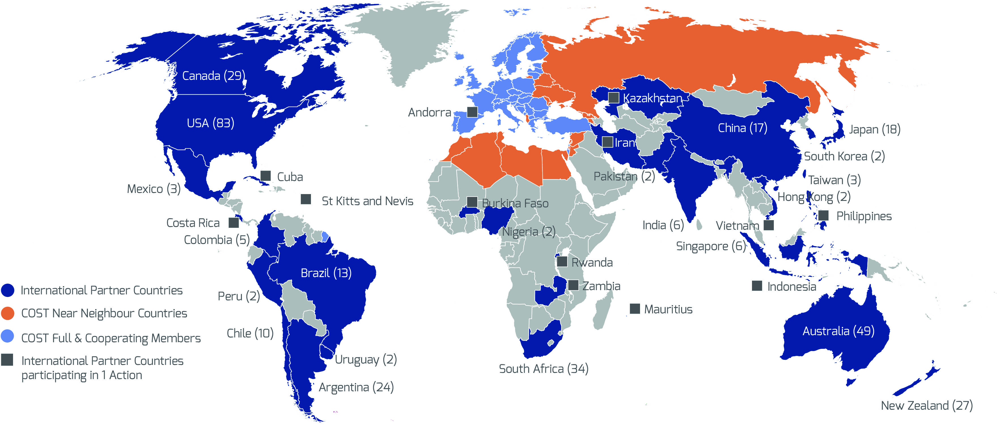 Canada (29)
USA (83)
Mexico (3)
Cuba
St Kitts and Nevis
Costa Rica
Colombia (5)
Brazil (13)
Peru (2)
Chile (10)
Uruguay (2)
Argentina (24)
Andorra
Burkina Faso
Nigeria (2)
Rwanda
Zambia
Mauritius
South Africa (34)
Kazakhstan
Iran
Pakistan (2)
India (6)
China (17)
Japan (18)
South Korea (2)
Taiwan (3)
Hong Kong (2)
Philippines
Vietnam
Singapore (6)
Indonesia
Australia (49)
New Zealand (27)
International Partner Countries
COST Near Neighbour Countries
COST Full & Cooperating Members
International Partner Countries
participating in 1 Action